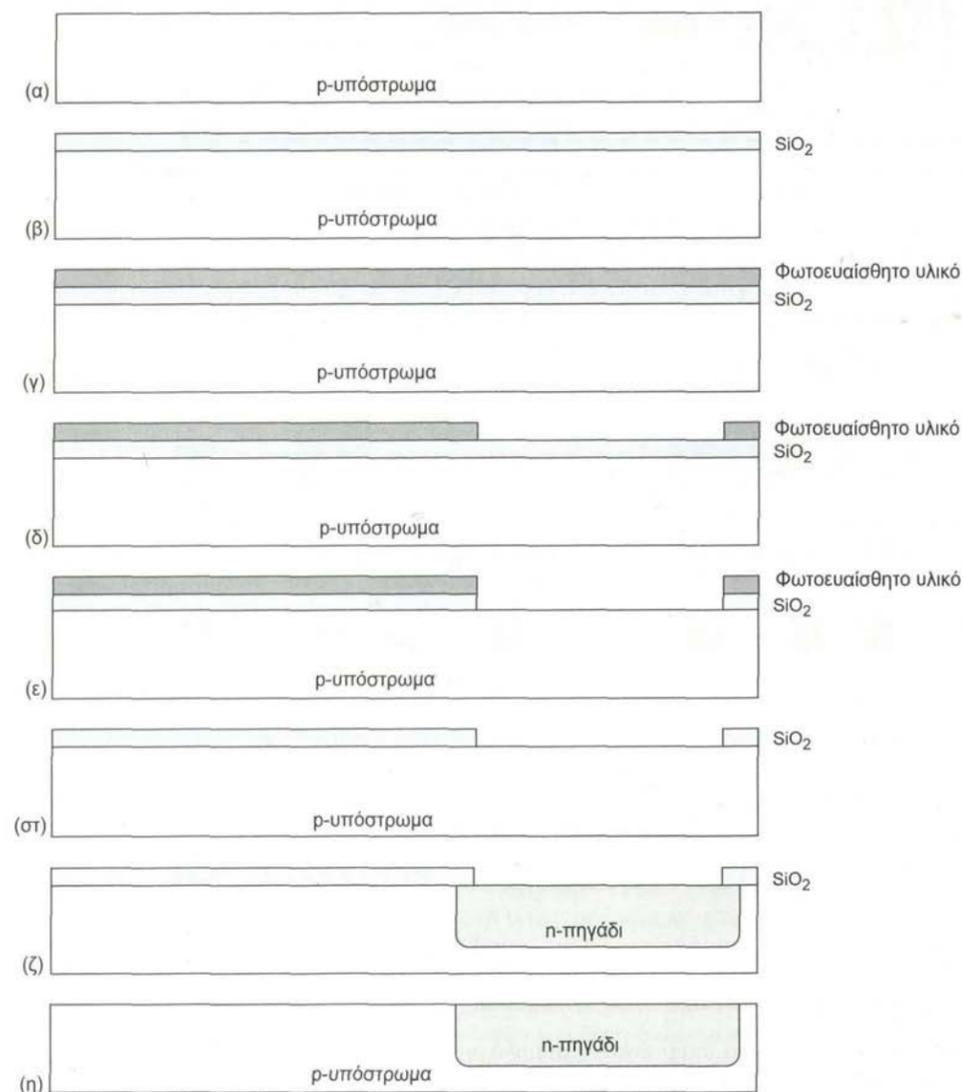 (α)
p-υπόστρωμα
SiO2
(β)
p-υπόστρωμα
Φωτοευαίσθητο υλικό
SiO2
(γ)
p-υπόστρωμα
Φωτοευαίσθητο υλικό
SiO2
(δ)
p-υπόστρωμα
Φωτοευαίσθητο υλικό
SiO2
(ε)
p-υπόστρωμα
SiO2
(στ)
p-υπόστρωμα
SiO2
n-πηγάδι
(ζ)
n-πηγάδι
(η)
p-υπόστρωμα